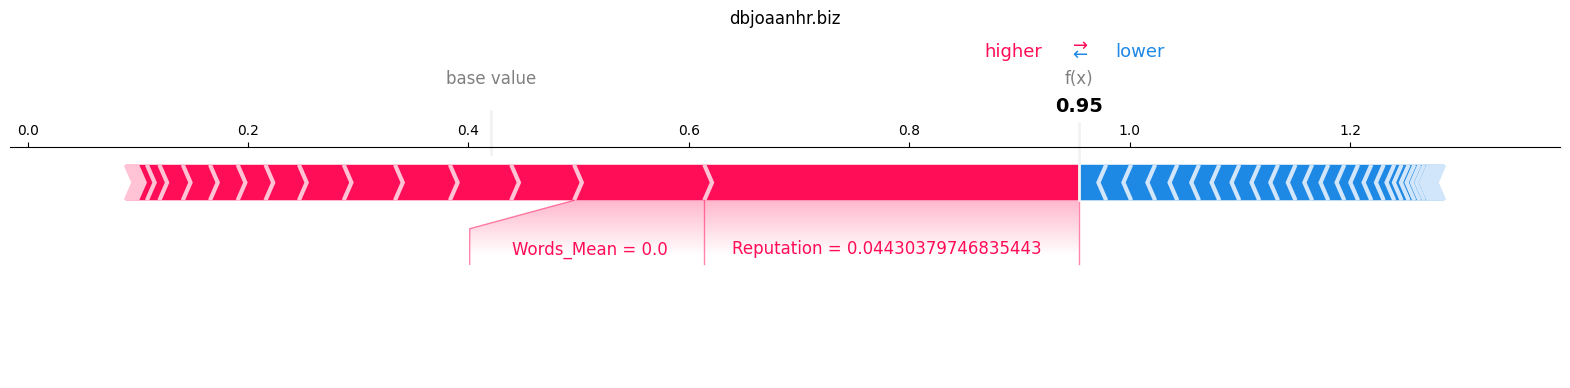 dbjoaanhr.biz
higher ⇄ lower
base value f(x)
0.95
0.0 0.2 0.4 0.6 0.8 1.0 1.2
Words_Mean = 0.0 Reputation = 0.04430379746835443